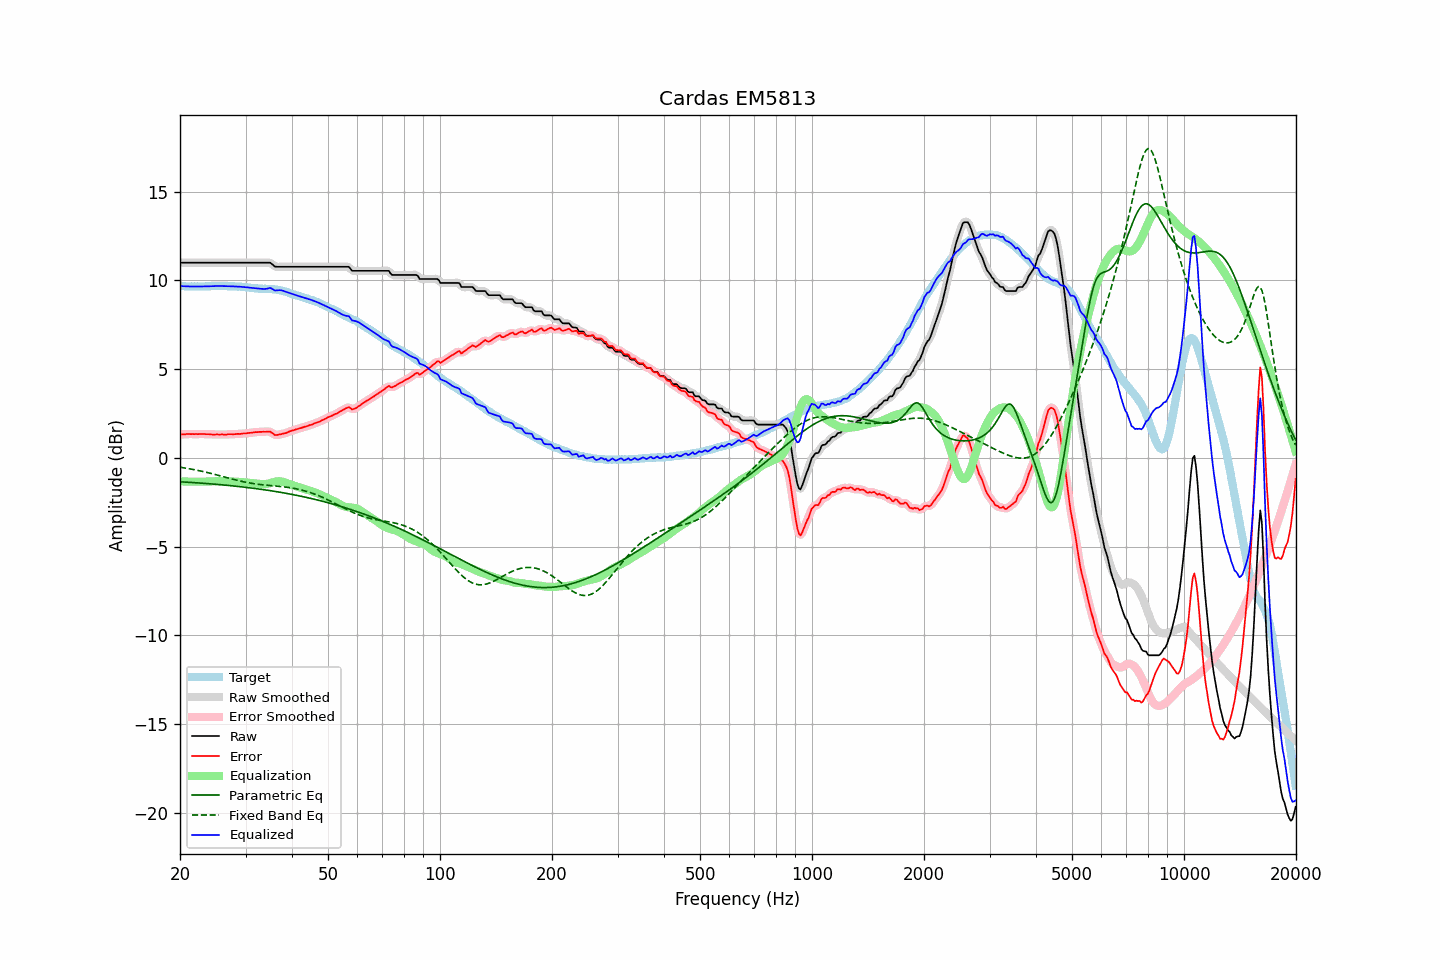 Cardas EM5813
Amplitude (dBr)
15
10
5
0
−5
−10
−15
−20
Target
Raw Smoothed
Error Smoothed
Raw
Error
Equalization
Parametric Eq
Fixed Band Eq
Equalized
20 50 100 200 500 1000 2000 5000 10000 20000
Frequency (Hz)